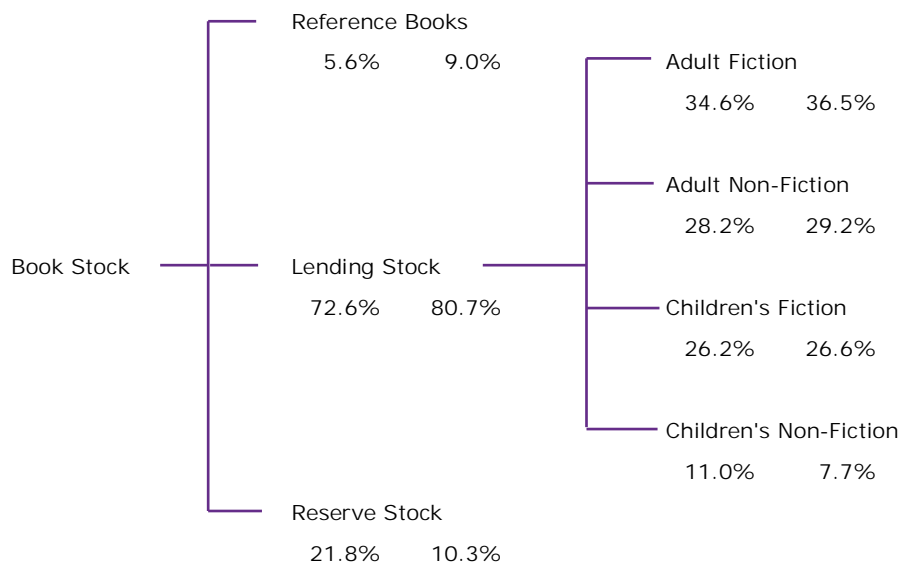 Reference Books
5.6% 9.0%
Adult Fiction
34.6% 36.5%
Adult Non-Fiction
28.2% 29.2%
Book Stock
Lending Stock
72.6% 80.7%
Children's Fiction
26.2% 26.6%
Children's Non-Fiction
11.0% 7.7%
Reserve Stock
21.8% 10.3%